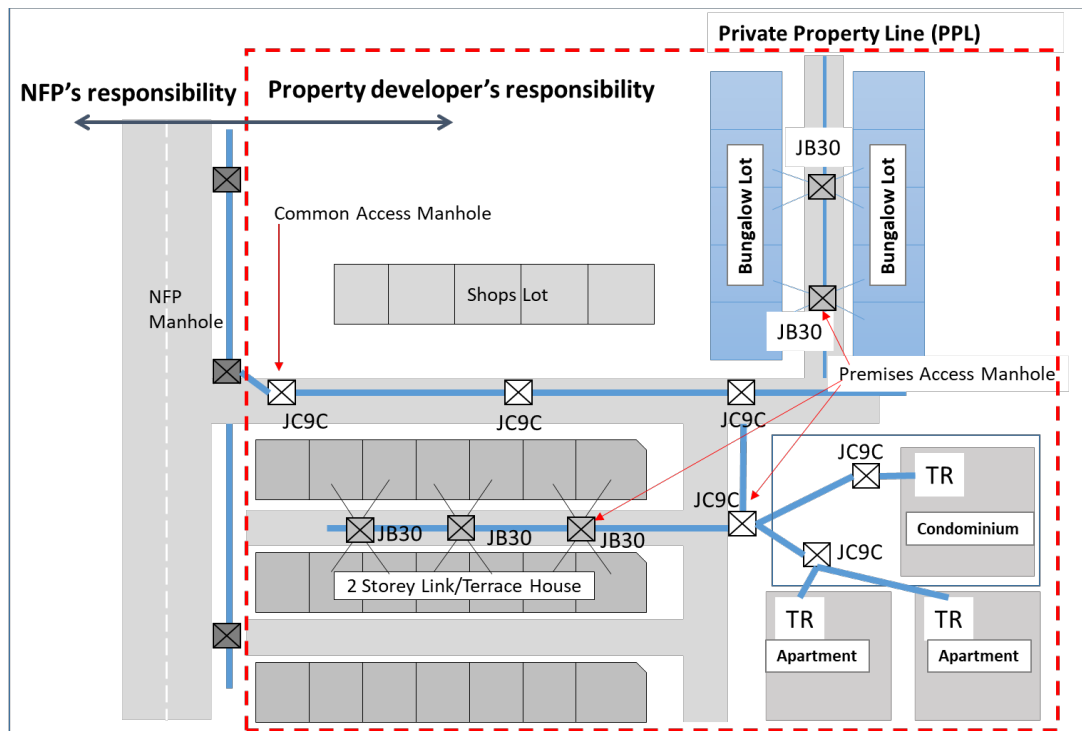 Private Property Line (PPL)
NFP's responsibility
Property developer's responsibility
JB30
Bungalow Lot
Bungalow Lot
Common Access Manhole
NFP
Manhole
Shops Lot
JB30
Premises Access Manhole
JC9C
JC9C
JC9C
JC9C
TR
JC9C
Condominium
JB30
JB30
JB30
JC9C
2 Storey Link/Terrace House
TR
TR
Apartment
Apartment